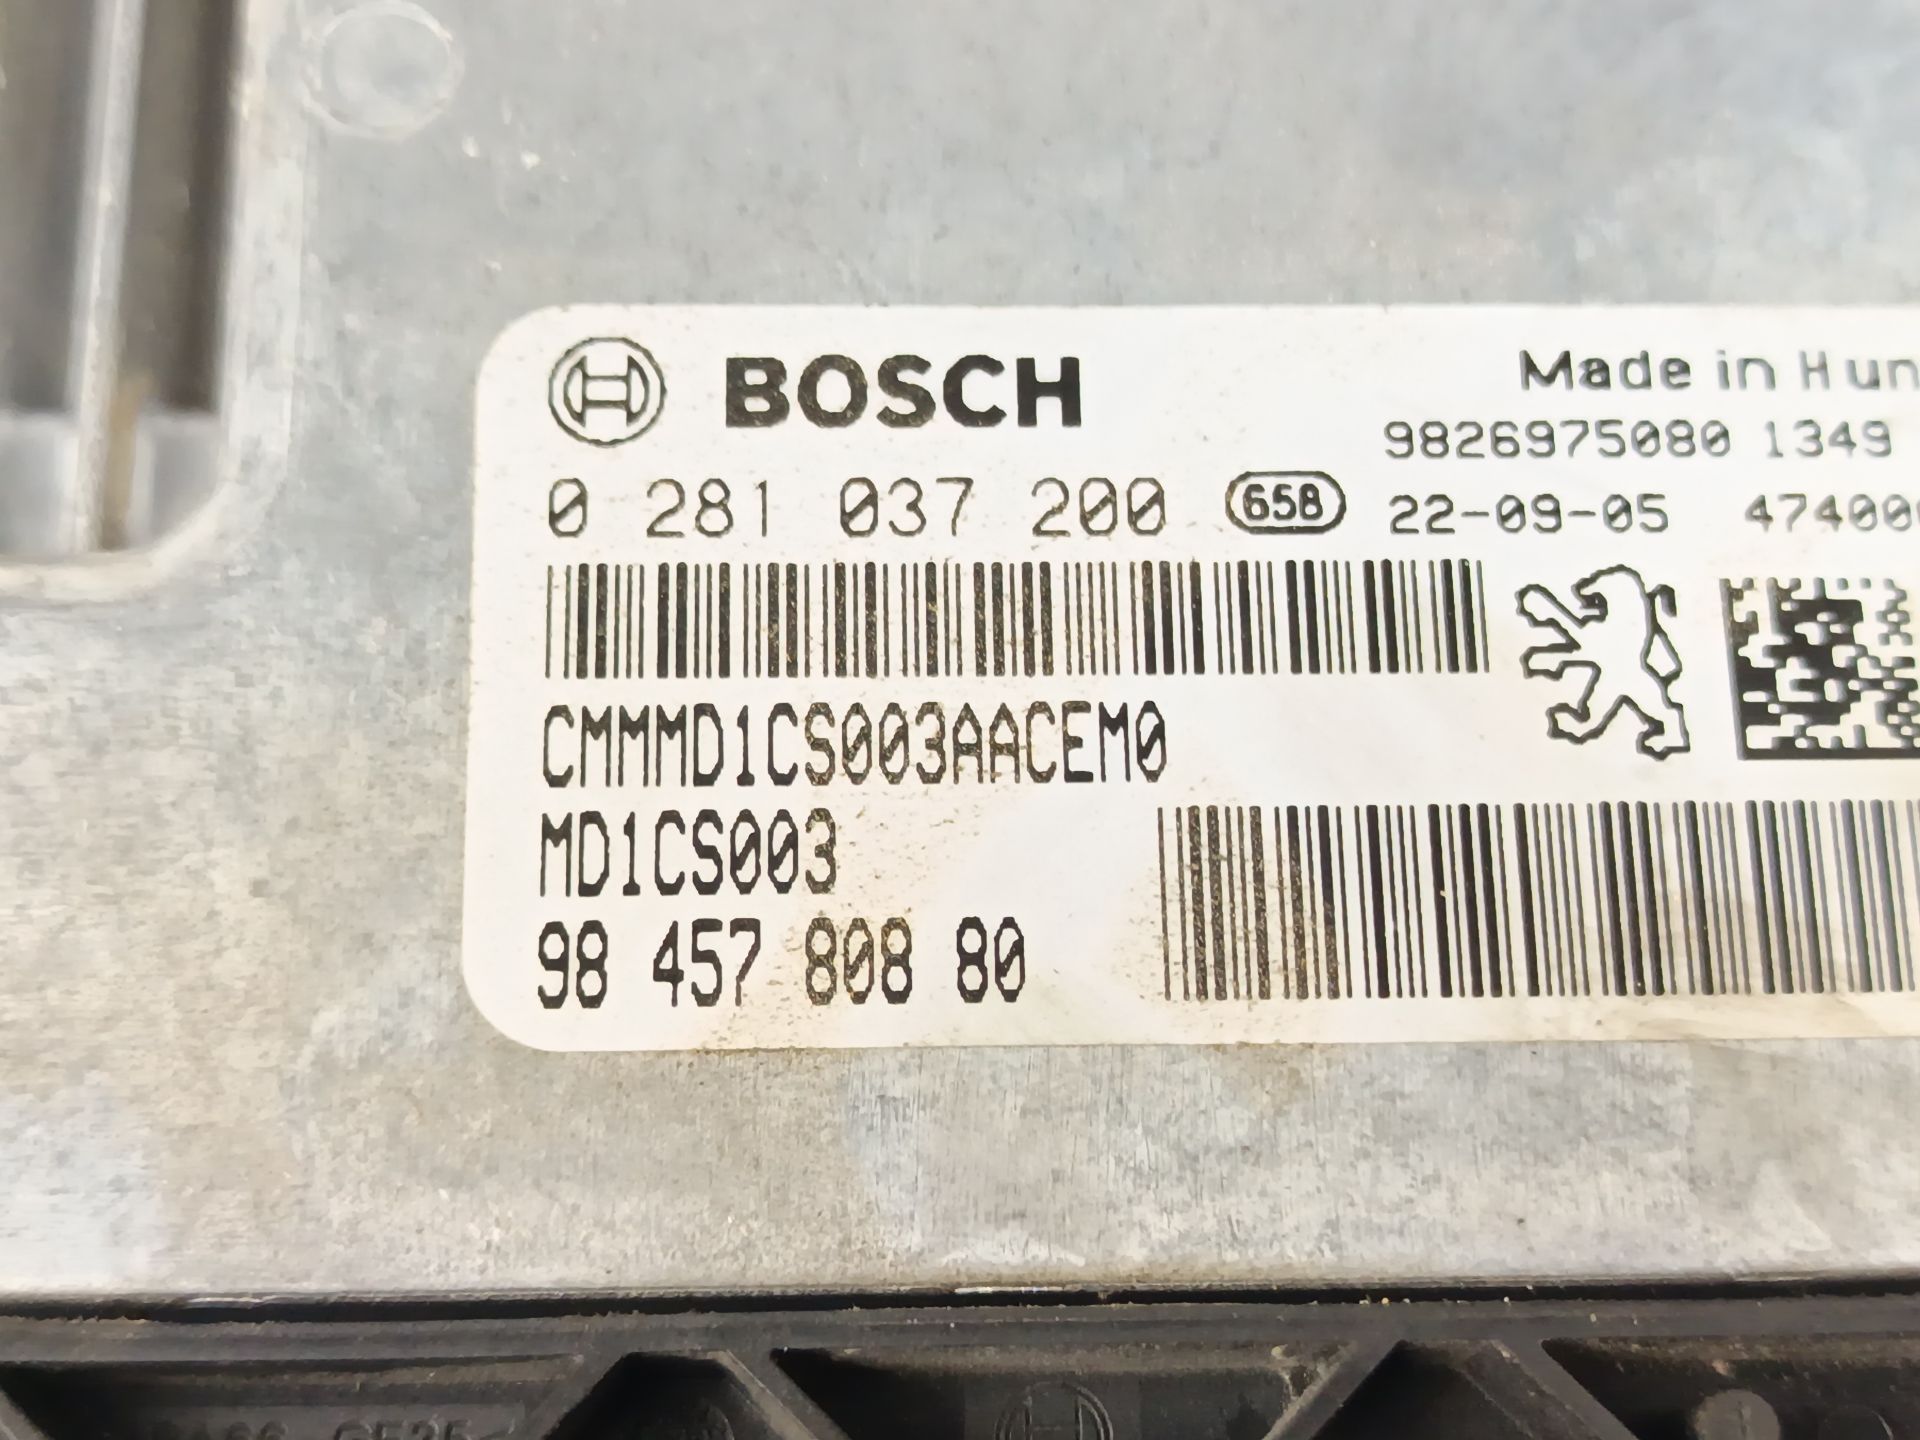 BOSCH
Made in Hun
9826975080 1349
0 281 037 200 658 22-09-05 47400
CMMMD1CS003AACEM0
MD1CS003
98 457 808 80